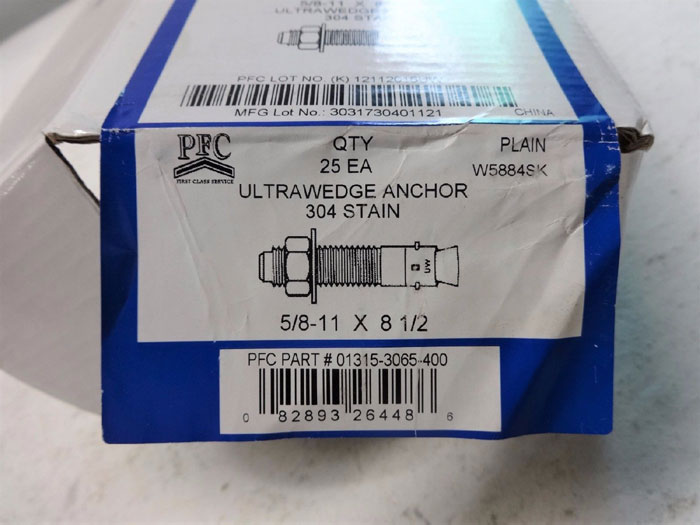 5/8-11 X 8
ULTRAWEDGE
304 STAIN
PFC LOT NO. (K)
MFG Lot No.: 3031730401121
CHINA
PFC
FIRST CLASS SERVICE
QTY
25 EA
PLAIN
W5884SK
ULTRAWEDGE ANCHOR
304 STAIN
UW
5/8-11 X 8 1/2
PFC PART # 01315-3065-400
0 82893 26448 6